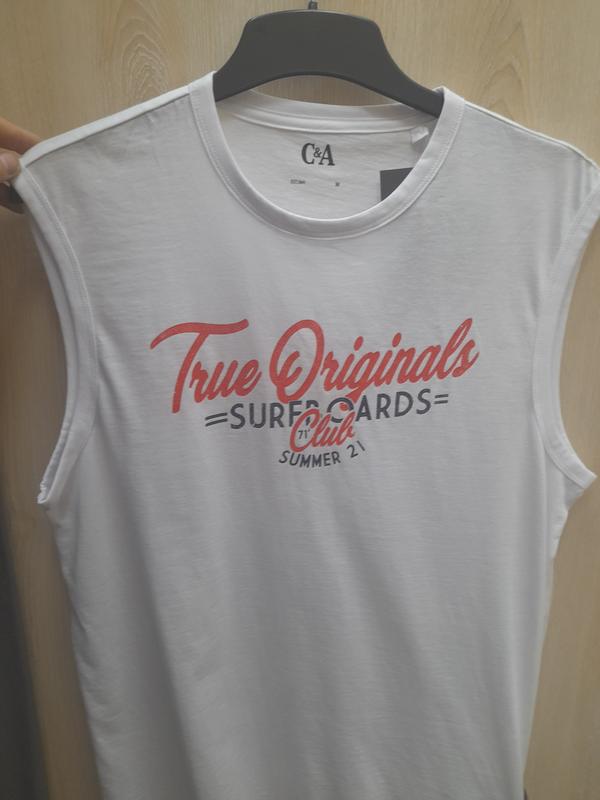 C&A
True Originals
=SURFBOARDS=
71' Club
SUMMER 21